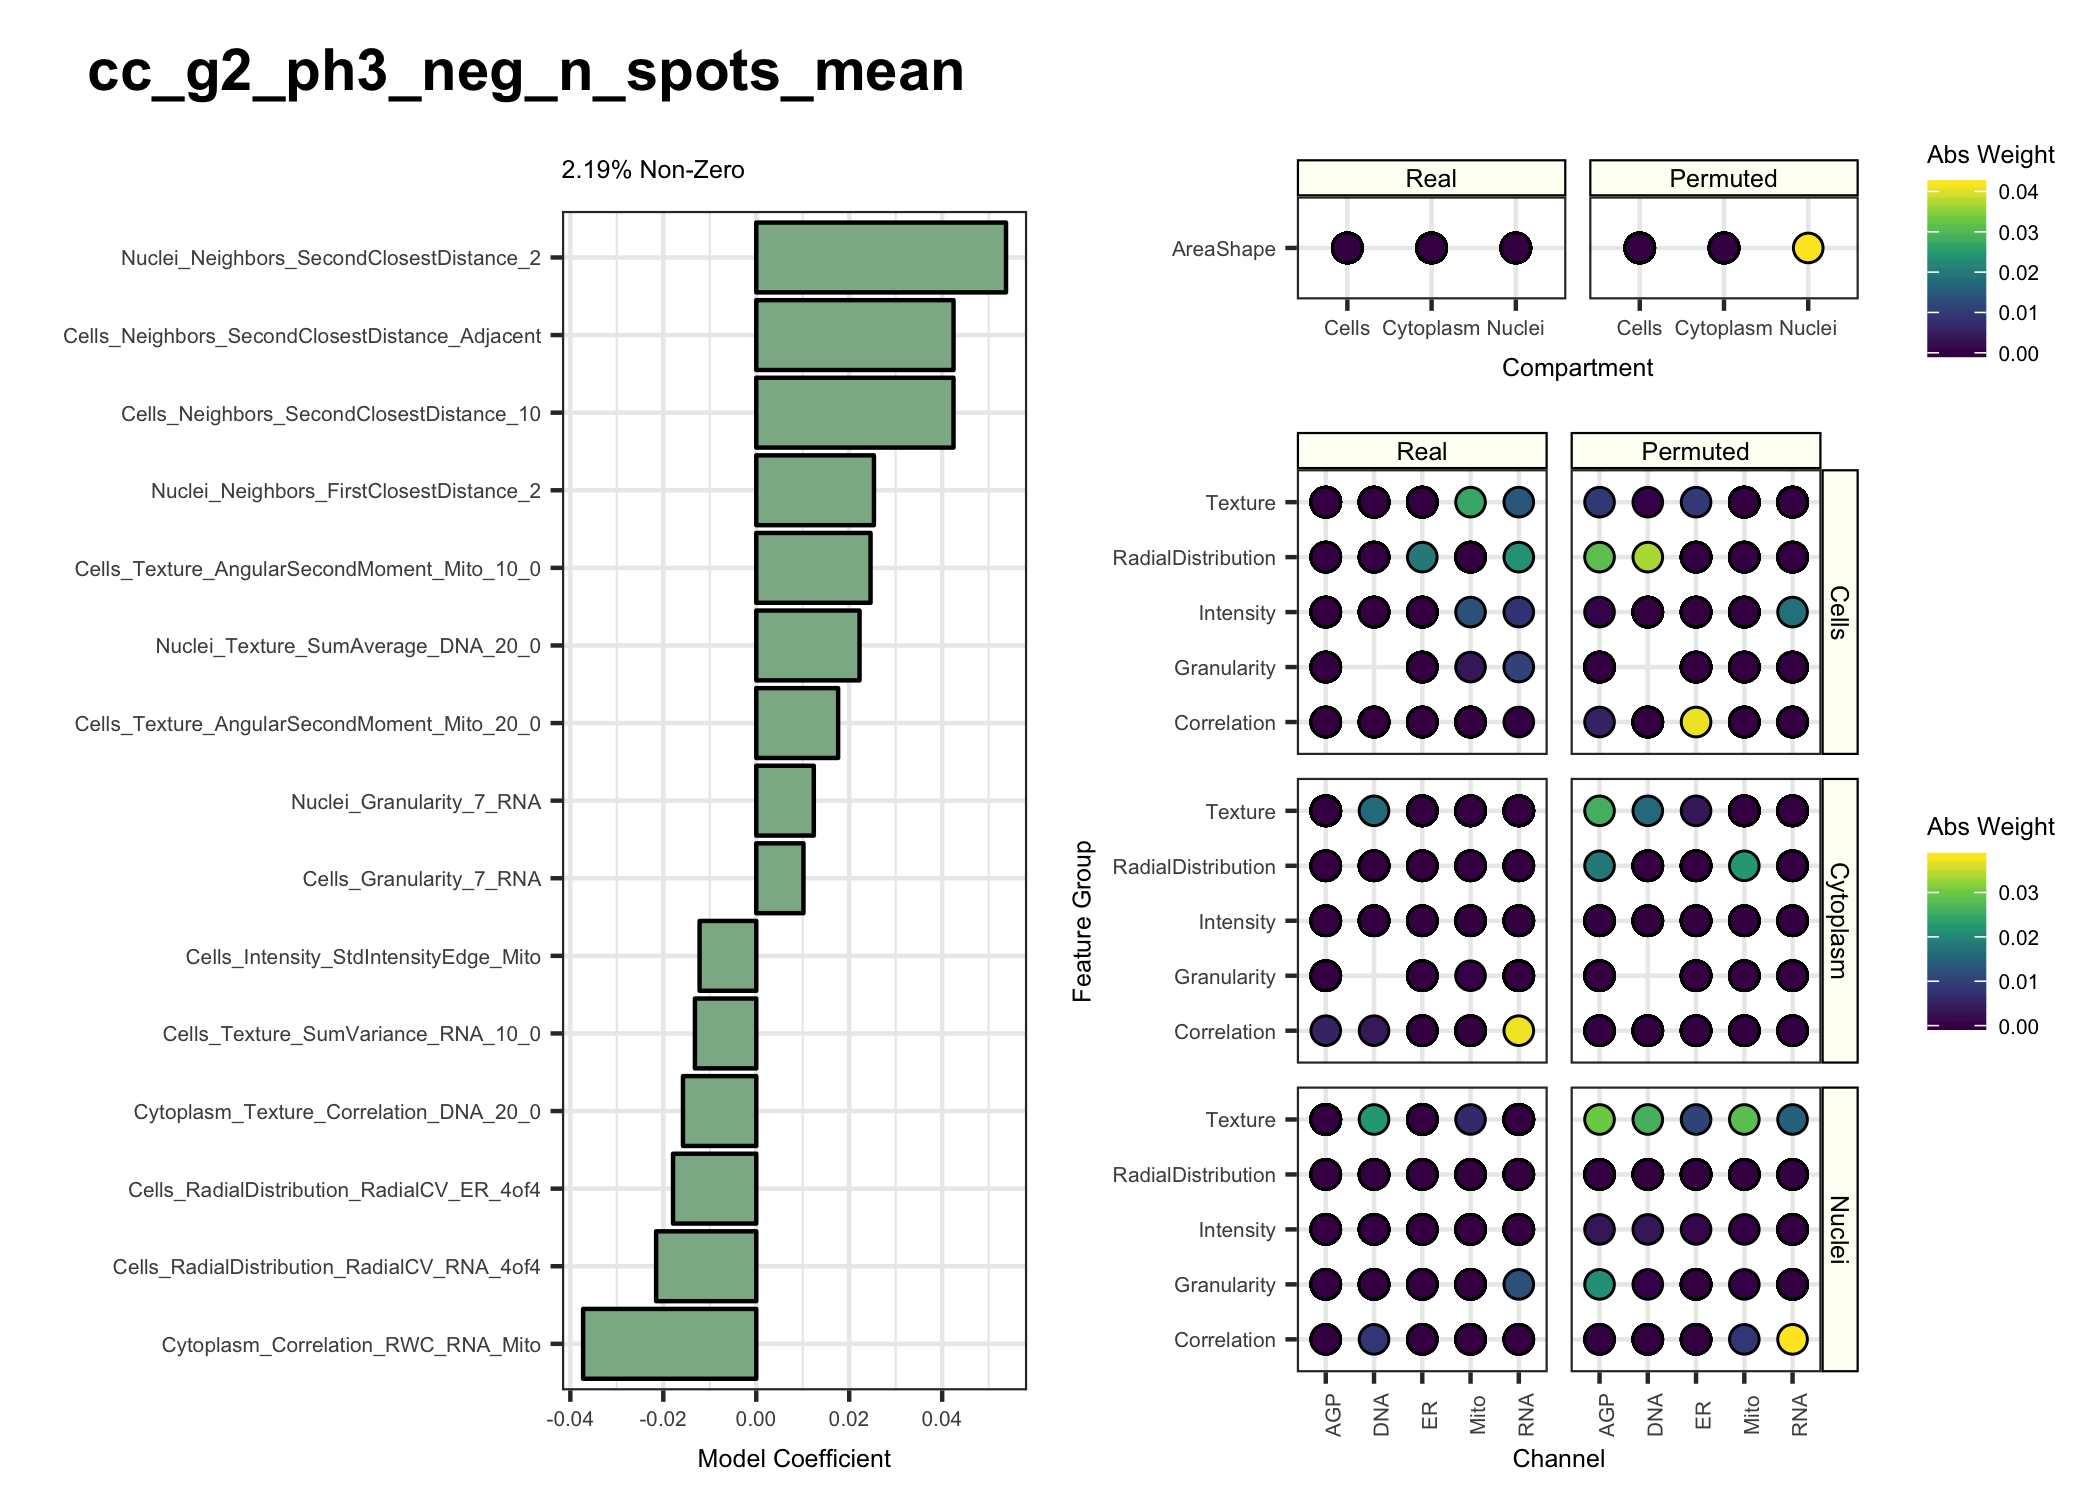 cc_g2_ph3_neg_n_spots_mean
2.19% Non-Zero
Nuclei_Neighbors_SecondClosestDistance_2
Cells_Neighbors_SecondClosestDistance_Adjacent
Cells_Neighbors_SecondClosestDistance_10
Nuclei_Neighbors_FirstClosestDistance_2
Cells_Texture_AngularSecondMoment_Mito_10_0
Nuclei_Texture_SumAverage_DNA_20_0
Cells_Texture_AngularSecondMoment_Mito_20_0
Nuclei_Granularity_7_RNA
Cells_Granularity_7_RNA
Cells_Intensity_StdIntensityEdge_Mito
Cells_Texture_SumVariance_RNA_10_0
Cytoplasm_Texture_Correlation_DNA_20_0
Cells_RadialDistribution_RadialCV_ER_4of4
Cells_RadialDistribution_RadialCV_RNA_4of4
Cytoplasm_Correlation_RWC_RNA_Mito
-0.04 -0.02 0.00 0.02 0.04
Model Coefficient
Real Permuted
AreaShape
Cells Cytoplasm Nuclei Cells Cytoplasm Nuclei
Compartment
Abs Weight
0.04
0.03
0.02
0.01
0.00
Real Permuted
Feature Group
Texture
RadialDistribution
Intensity
Granularity
Correlation
Cells
Texture
RadialDistribution
Intensity
Granularity
Correlation
Cytoplasm
Texture
RadialDistribution
Intensity
Granularity
Correlation
Nuclei
AGP DNA ER Mito RNA AGP DNA ER Mito RNA
Channel
Abs Weight
0.03
0.02
0.01
0.00